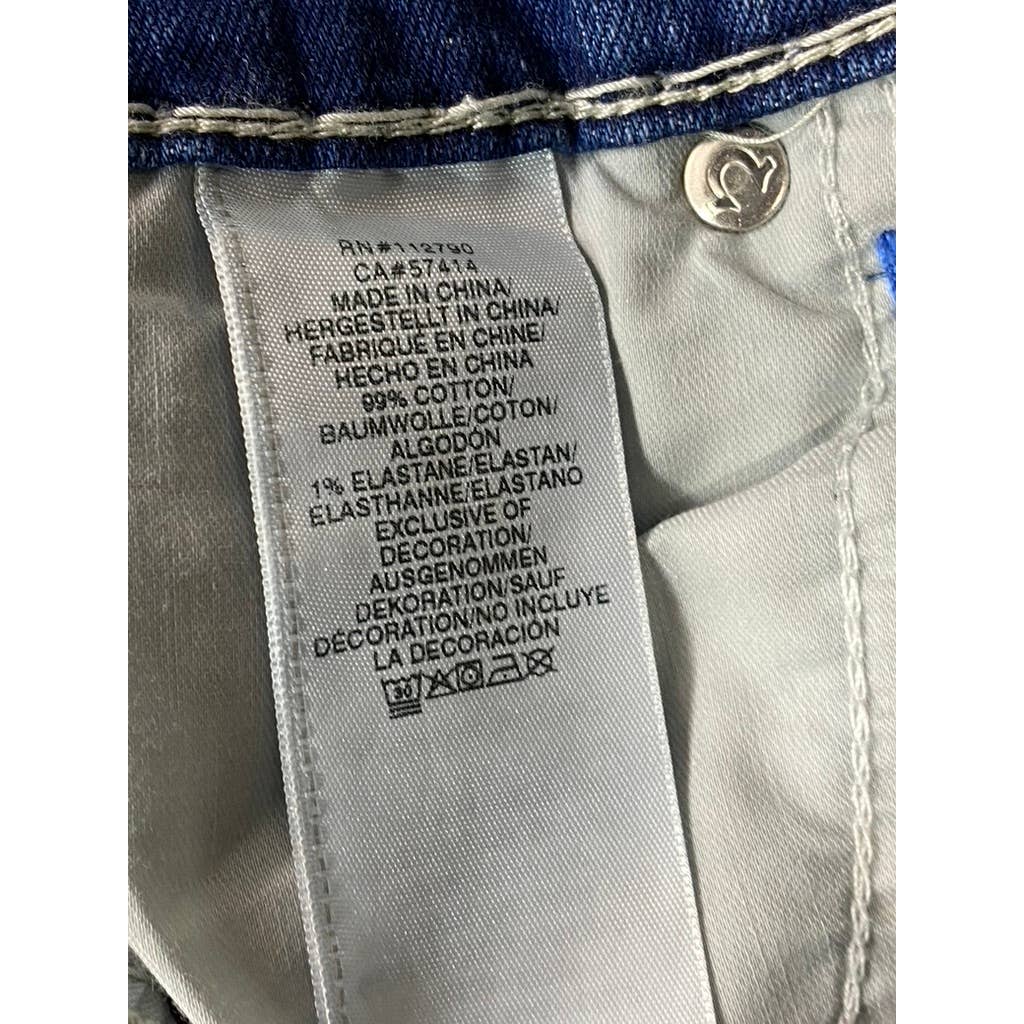 RN#112790
CA#57414
MADE IN CHINA/
HERGESTELLT IN CHINA/
FABRIQUE EN CHINE/
HECHO EN CHINA
99% COTTON/
BAUMWOLLE/COTON/
ALGODÓN
1% ELASTANE/ELASTAN/
ELASTHANNE/ELASTANO
EXCLUSIVE OF
DECORATION/
AUSGENOMMEN
DEKORATION/SAUF
DÉCORATION/NO INCLUYE
LA DECORACIÓN
30